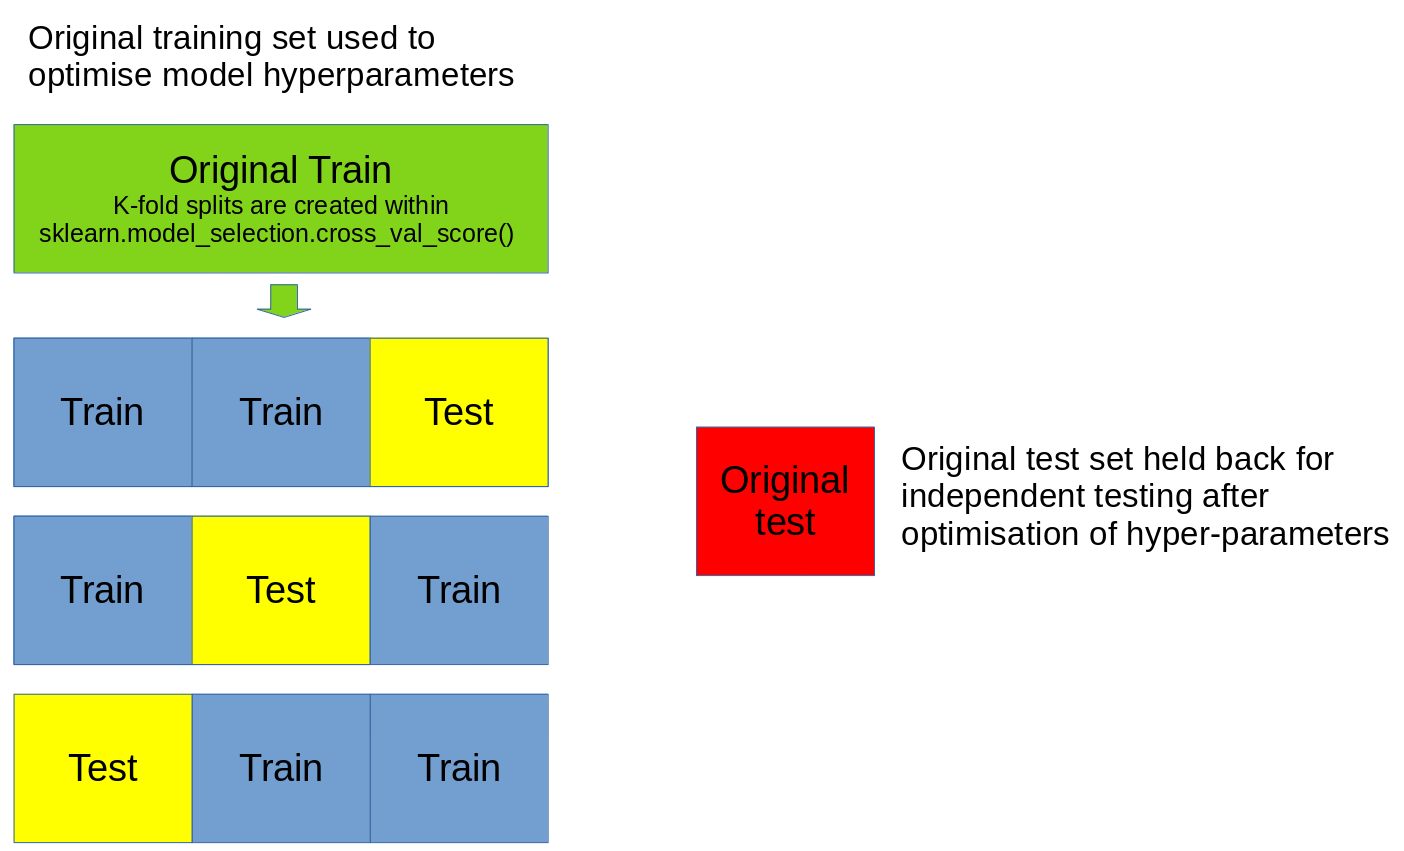 Original training set used to
optimise model hyperparameters
Original Train
K-fold splits are created within
sklearn.model_selection.cross_val_score()
Train
Train
Test
Train
Test
Train
Test
Train
Train
Original
test
Original test set held back for
independent testing after
optimisation of hyper-parameters